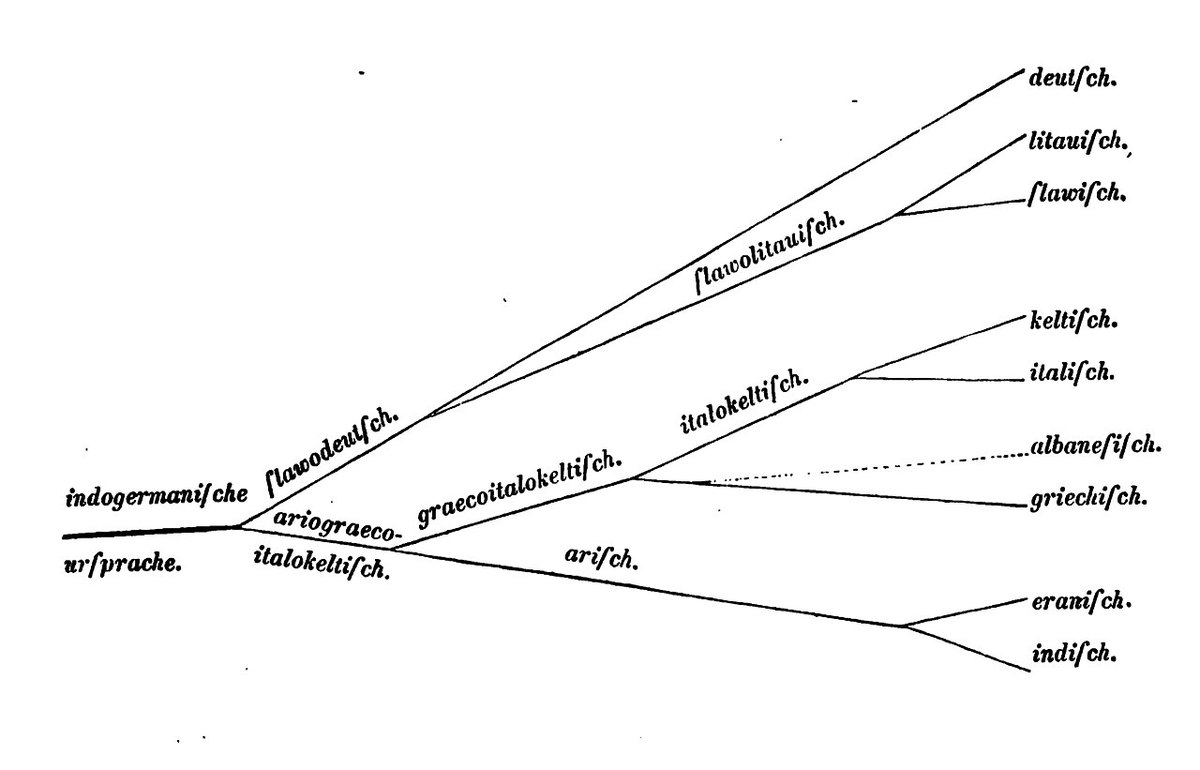 deutſch.
litauiſch.
ſlawiſch.
ſlawolitauiſch.
keltiſch.
italiſch.
italokeltiſch.
albaneſiſch.
griechiſch.
ſlawodeutſch.
graecoitalokeltiſch.
indogermaniſche
urſprache.
ariograeco-
italokeltiſch.
ariſch.
eraniſch.
indiſch.